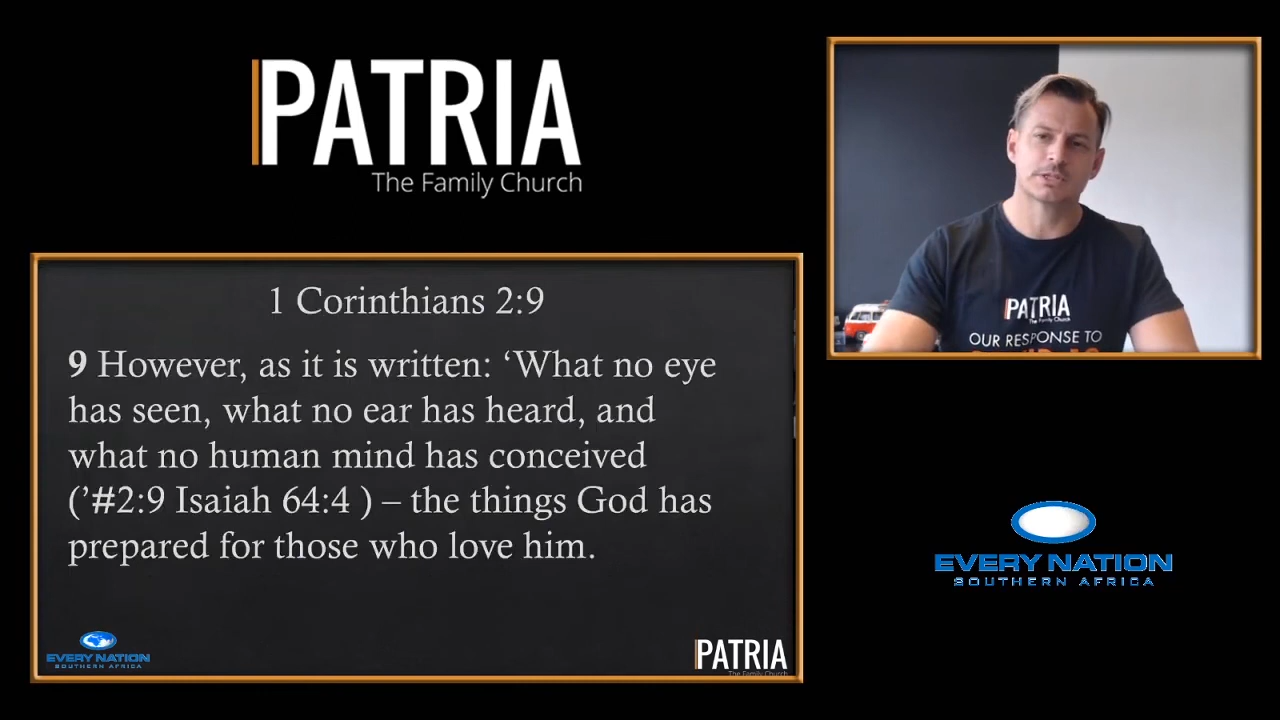 PATRIA
The Family Church
1 Corinthians 2:9
9 However, as it is written: ‘What no eye
has seen, what no ear has heard, and
what no human mind has conceived
(’#2:9 Isaiah 64:4 ) – the things God has
prepared for those who love him.
EVERY NATION
SOUTHERN AFRICA
PATRIA
The Family Church
PATRIA
The Family Church
OUR RESPONSE TO
EVERY NATION
SOUTHERN AFRICA